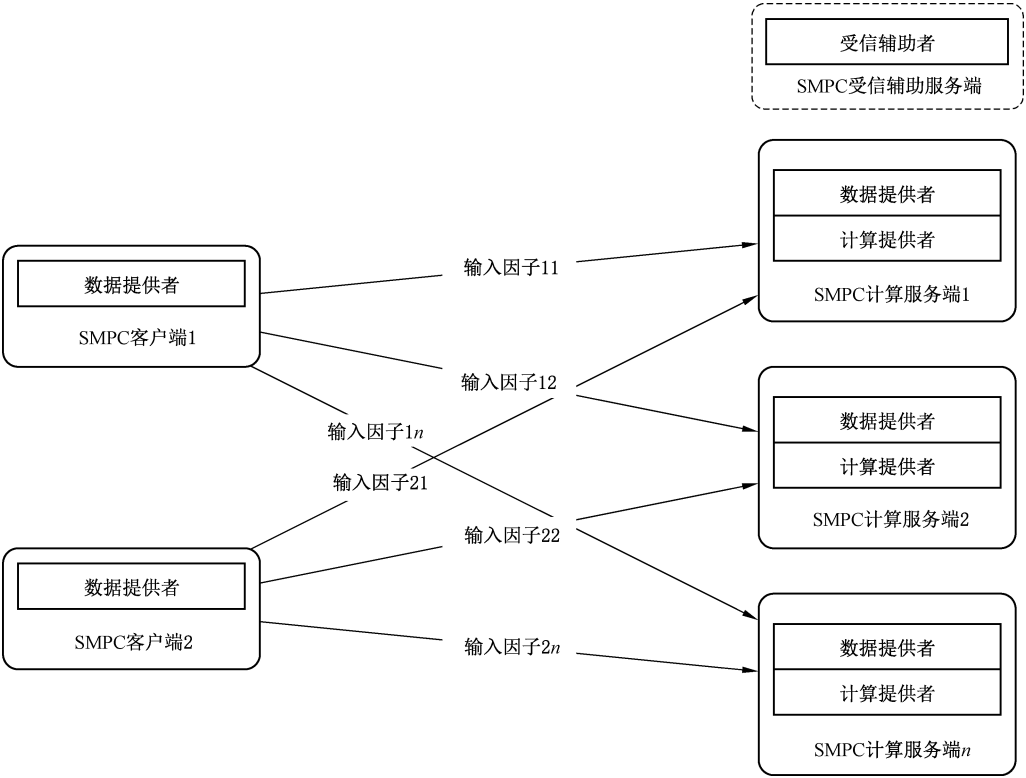 受信辅助者
SMPC受信辅助服务端
数据提供者
计算提供者
SMPC计算服务端1
数据提供者
SMPC客户端1
输入因子11
输入因子12
输入因子1n
数据提供者
计算提供者
SMPC计算服务端2
输入因子21
输入因子22
数据提供者
SMPC客户端2
输入因子2n
数据提供者
计算提供者
SMPC计算服务端n